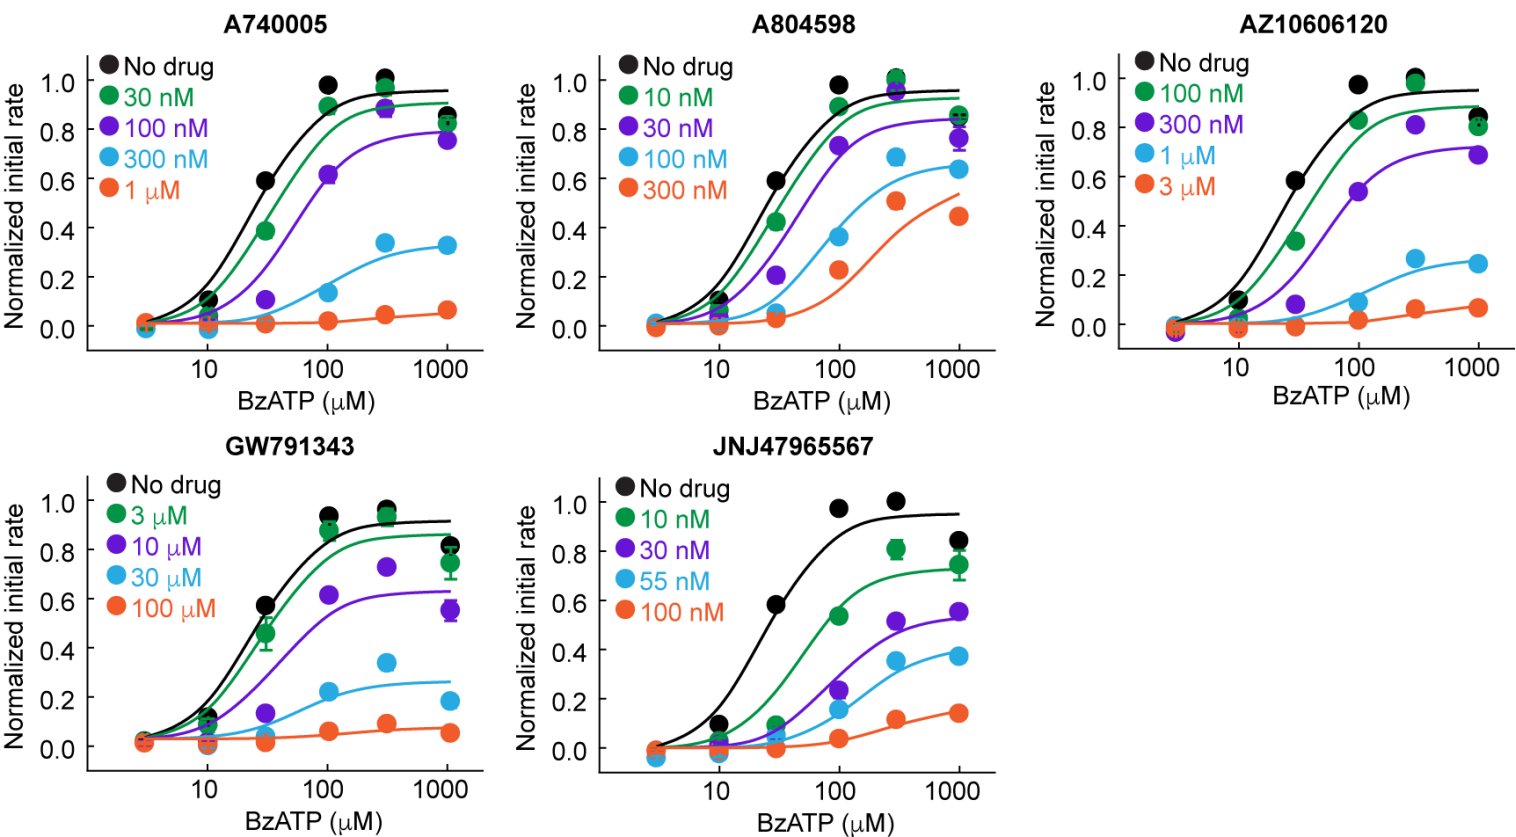 A740005
No drug
30 nM
100 nM
300 nM
1 μM
Normalized initial rate
1.0
0.8
0.6
0.4
0.2
0.0
10
100
1000
BzATP (μM)
A804598
No drug
10 nM
30 nM
100 nM
300 nM
Normalized initial rate
1.0
0.8
0.6
0.4
0.2
0.0
10
100
1000
BzATP (μM)
AZ10606120
No drug
100 nM
300 nM
1 μM
3 μM
Normalized initial rate
1.0
0.8
0.6
0.4
0.2
0.0
10
100
1000
BzATP (μM)
GW791343
No drug
3 μM
10 μM
30 μM
100 μM
Normalized initial rate
1.0
0.8
0.6
0.4
0.2
0.0
10
100
1000
BzATP (μM)
JNJ47965567
No drug
10 nM
30 nM
55 nM
100 nM
Normalized initial rate
1.0
0.8
0.6
0.4
0.2
0.0
10
100
1000
BzATP (μM)